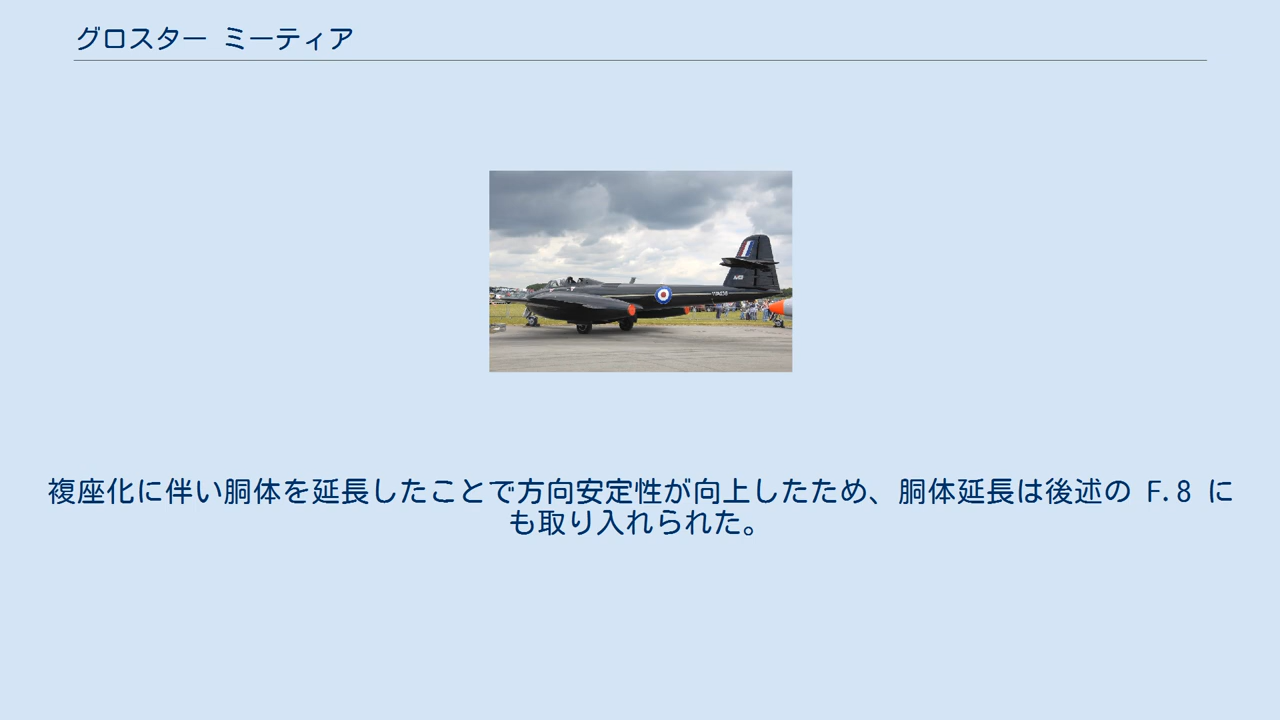 グロスター ミーティア
複座化に伴い胴体を延長したことで方向安定性が向上したため、胴体延長は後述の F.8 に
も取り入れられた。